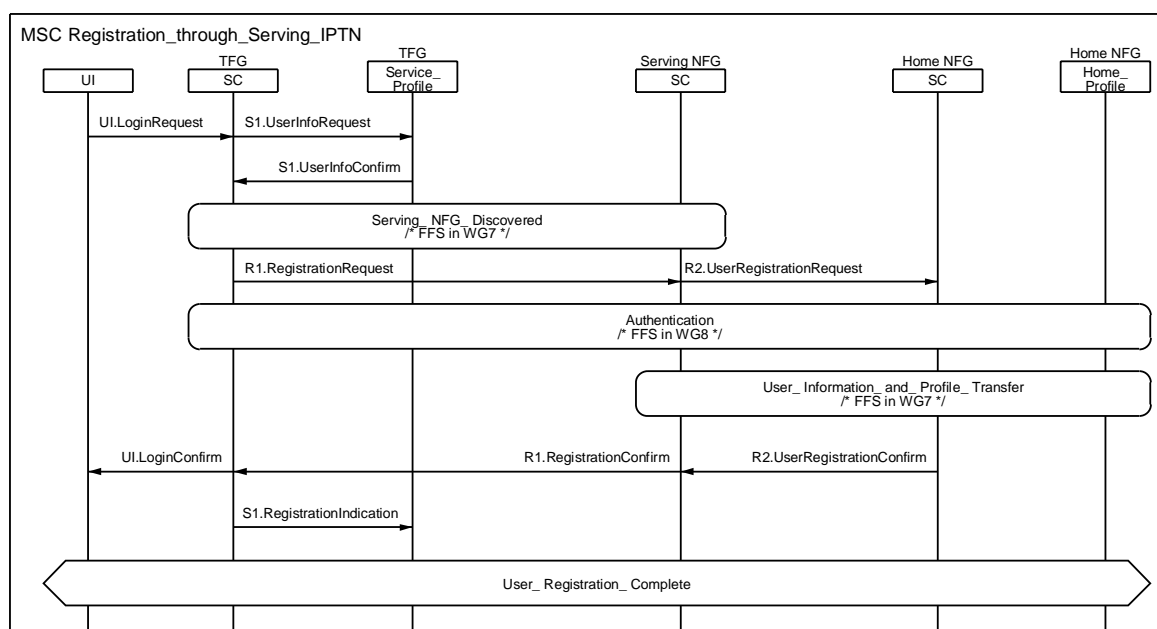 MSC Registration_through_Serving_IPTN
UI
TFG
SC
TFG
Service_
Profile
Serving NFG
SC
Home NFG
SC
Home NFG
Home_
Profile
UI.LoginRequest
S1.UserInfoRequest
S1.UserInfoConfirm
Serving_ NFG_ Discovered
/* FFS in WG7 */
R1.RegistrationRequest
R2.UserRegistrationRequest
Authentication
/* FFS in WG8 */
User_ Information_ and_ Profile_ Transfer
/* FFS in WG7 */
UI.LoginConfirm
R1.RegistrationConfirm
R2.UserRegistrationConfirm
S1.RegistrationIndication
User_ Registration_ Complete